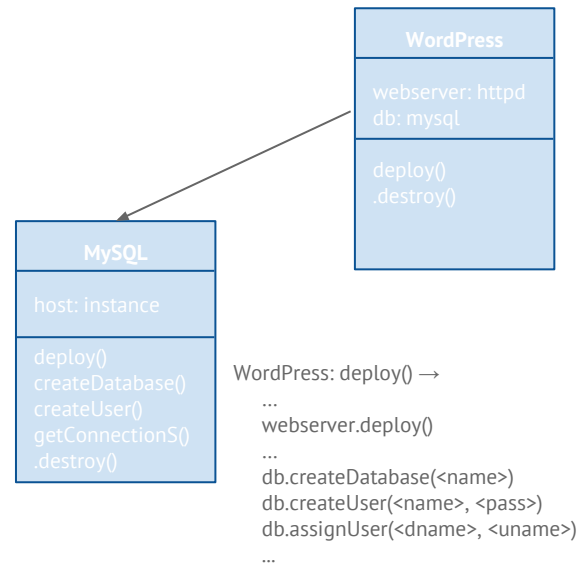 WordPress
webserver: httpd
db: mysql
deploy()
.destroy()
MySQL
host: instance
deploy()
createDatabase()
createUser()
getConnectionS()
.destroy()
WordPress: deploy() →
...
webserver.deploy()
...
db.createDatabase(<name>)
db.createUser(<name>, <pass>)
db.assignUser(<dname>, <uname>)
...